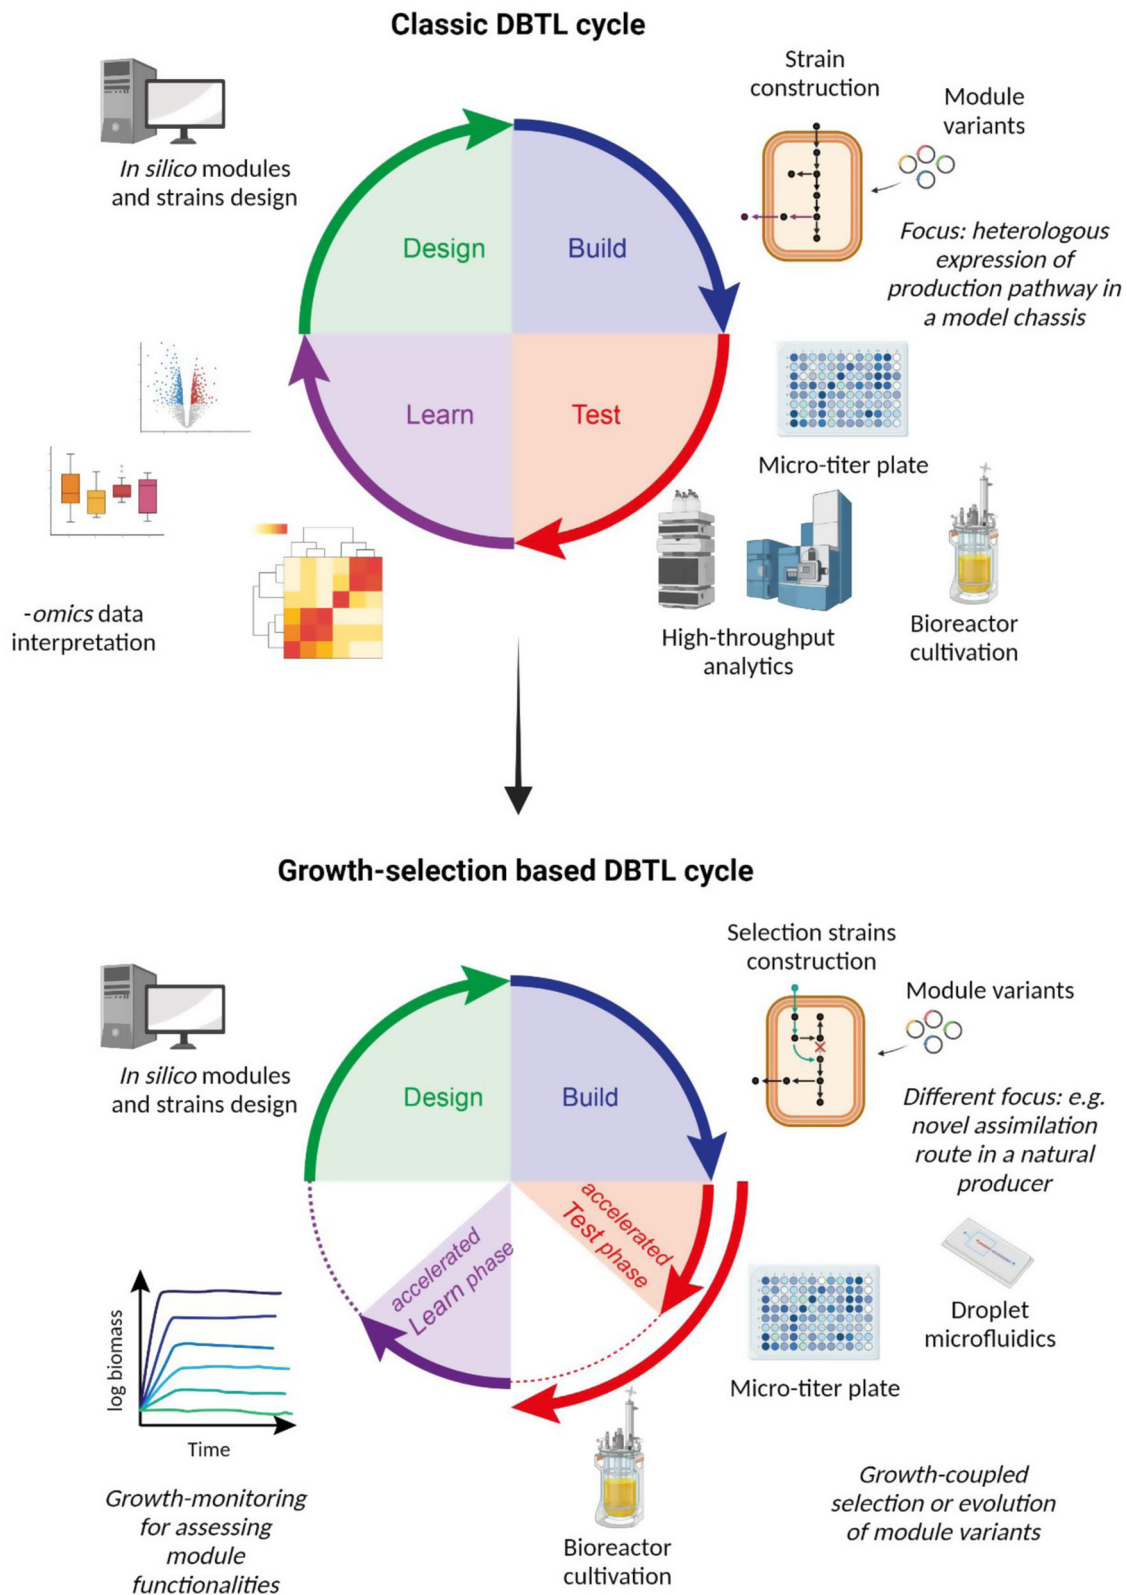 Classic DBTL cycle
Strain
construction
Module
variants
In silico modules
and strains design
Focus: heterologous
expression of
production pathway in
a model chassis
Design
Build
Learn
Test
Micro-titer plate
-omics data
interpretation
High-throughput
analytics
Bioreactor
cultivation
Growth-selection based DBTL cycle
Selection strains
construction
Module variants
In silico modules
and strains design
Different focus: e.g.
novel assimilation
route in a natural
producer
Design
Build
accelerated
Learn phase
accelerated
Test phase
Droplet
microfluidics
Micro-titer plate
log biomass
Time
Growth-monitoring
for assessing
module
functionalities
Bioreactor
cultivation
Growth-coupled
selection or evolution
of module variants